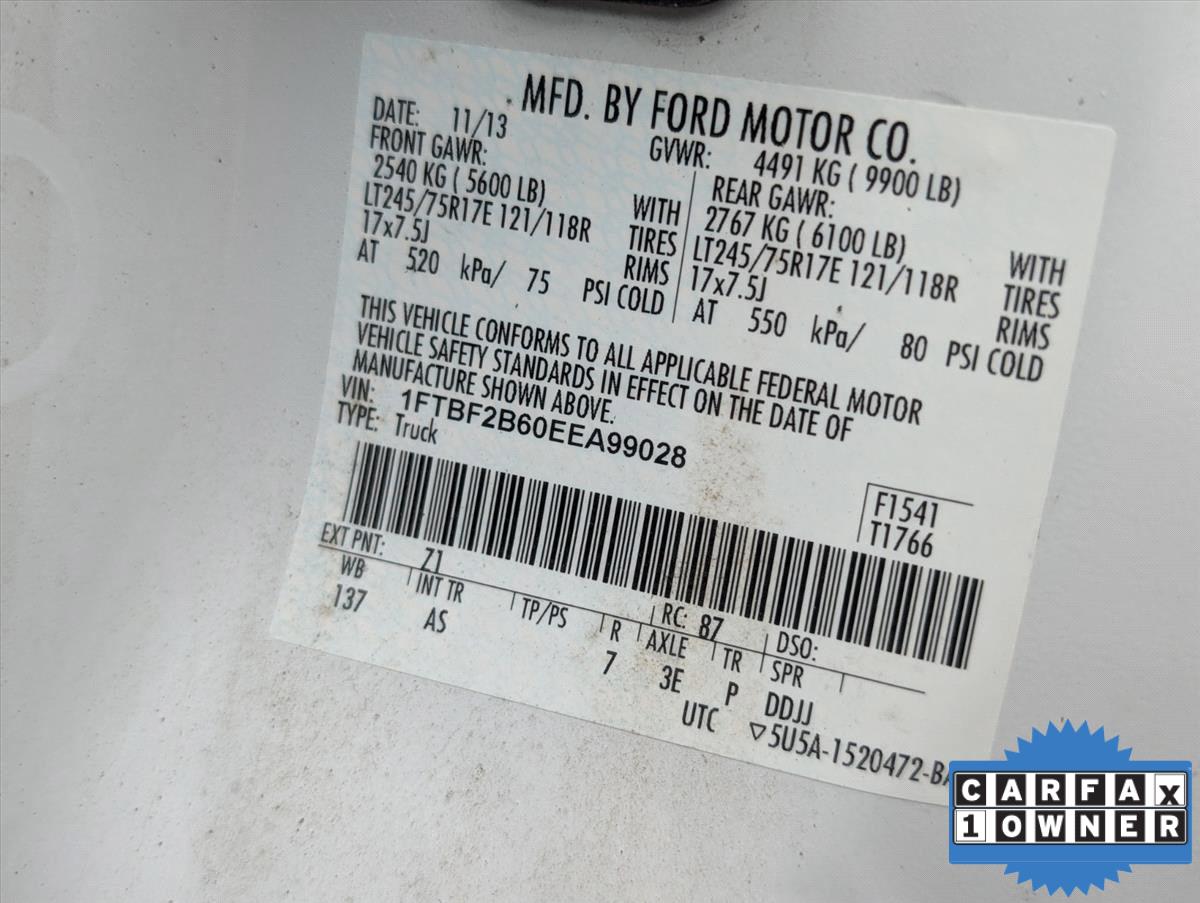 MFD. BY FORD MOTOR CO.
DATE: 11/13 GVWR: 4491 KG ( 9900 LB)
FRONT GAWR: REAR GAWR:
2540 KG ( 5600 LB) WITH 2767 KG ( 6100 LB) WITH
LT245/75R17E 121/118R TIRES LT245/75R17E 121/118R TIRES
17x7.5J RIMS 17x7.5J RIMS
AT 520 kPa/ 75 PSI COLD AT 550 kPa/ 80 PSI COLD
THIS VEHICLE CONFORMS TO ALL APPLICABLE FEDERAL MOTOR
VEHICLE SAFETY STANDARDS IN EFFECT ON THE DATE OF
MANUFACTURE SHOWN ABOVE.
VIN: 1FTBF2B60EEA99028
TYPE: Truck
F1541
T1766
EXT PNT: Z1 RC: 87 DSO:
WB INT TR TP/PS R AXLE TR SPR
137 AS 7 3E P DDJJ
UTC ▽5U5A-1520472-BA
CARFAX
1 OWNER